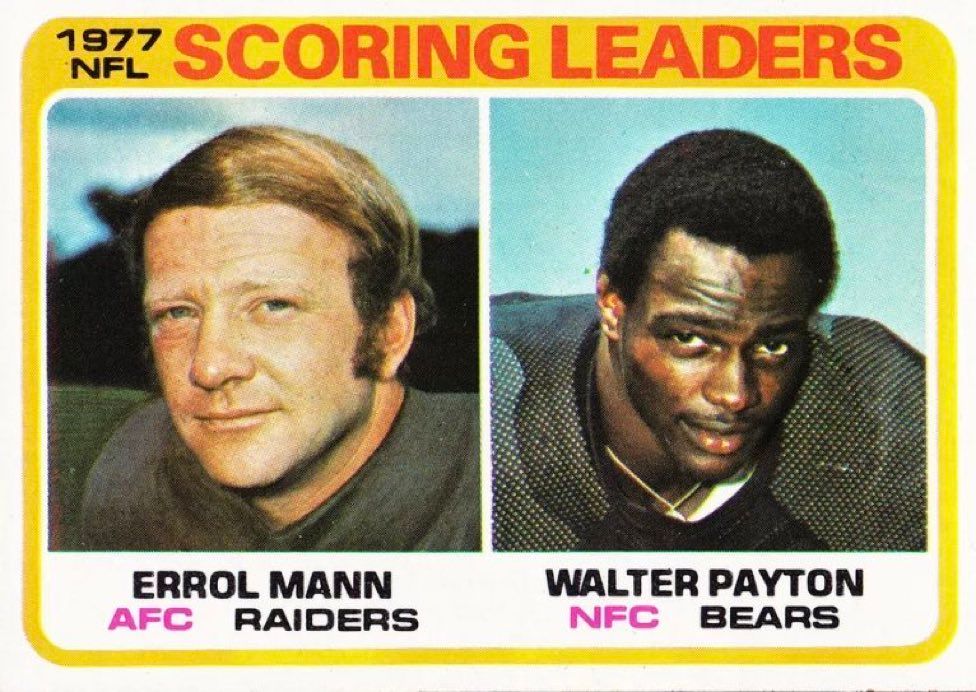 1977 NFL SCORING LEADERS
ERROL MANN
AFC RAIDERS
WALTER PAYTON
NFC BEARS